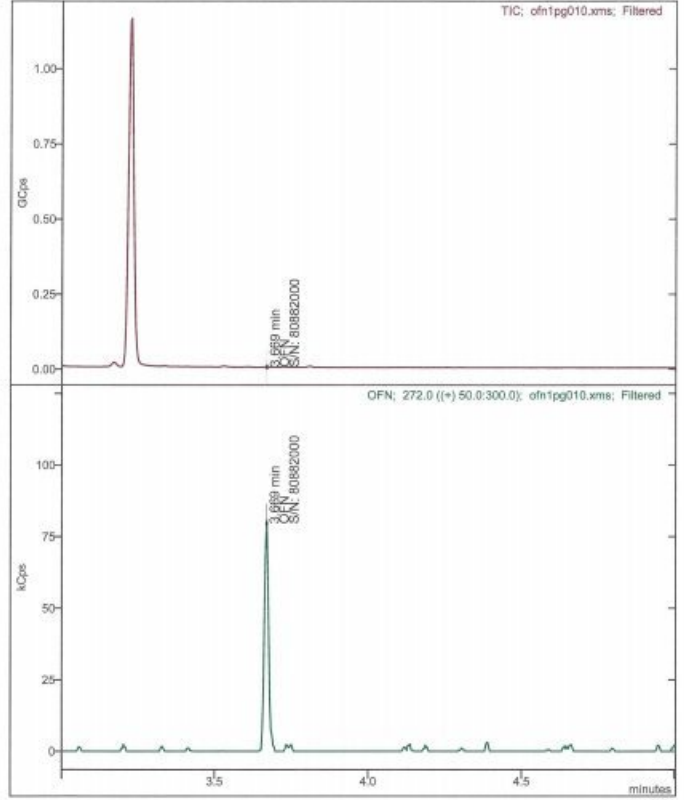 TIC; ofn1pg010.xms; Filtered
1.00
0.75
0.50
0.25
0.00
GCps
3.669 min
OFN
S/N: 80882000
OFN; 272.0 ((+) 50.0:300.0); ofn1pg010.xms; Filtered
100
75
50
25
0
kCps
3.669 min
OFN
S/N: 80882000
3.5
4.0
4.5
minutes